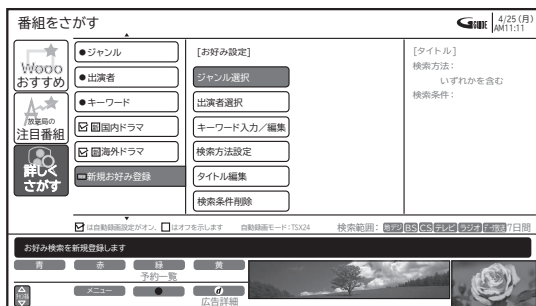 番組をさがす
G GUIDE 4/25 (月)
AM11:11
Wooo
おすすめ
放送局の
注目番組
詳しく
さがす
●ジャンル
●出演者
●キーワード
国内ドラマ
海外ドラマ
新規お好み登録
[お好み設定]
ジャンル選択
出演者選択
キーワード入力／編集
検索方法設定
タイトル編集
検索条件削除
[タイトル]
検索方法:
いずれかを含む
検索条件:
は自動録画設定がオン、 はオフを示します 自動録画モード:TSX24 検索範囲: 地デジ BS CS テレビ ラジオ データ放送 7日間
お好み検索を新規登録します
青 赤 緑 黄
予約一覧
メニュー ● d
広告詳細